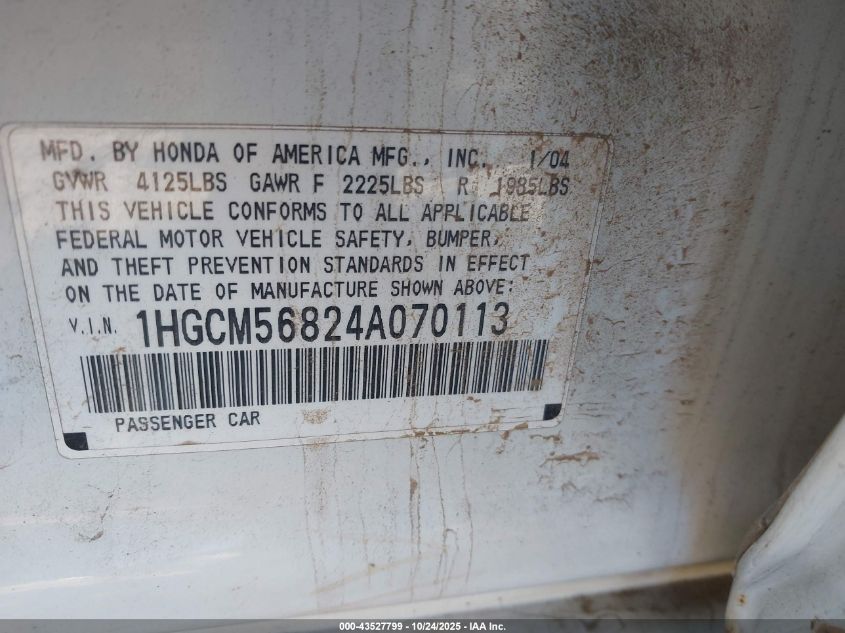 MFD. BY HONDA OF AMERICA MFG., INC. 1/04
GVWR 4125LBS GAWR F 2225LBS R 1985LBS
THIS VEHICLE CONFORMS TO ALL APPLICABLE
FEDERAL MOTOR VEHICLE SAFETY, BUMPER,
AND THEFT PREVENTION STANDARDS IN EFFECT
ON THE DATE OF MANUFACTURE SHOWN ABOVE:
V.I.N. 1HGCM56824A070113
PASSENGER CAR
000-43527799 - 10/24/2025 - IAA Inc.